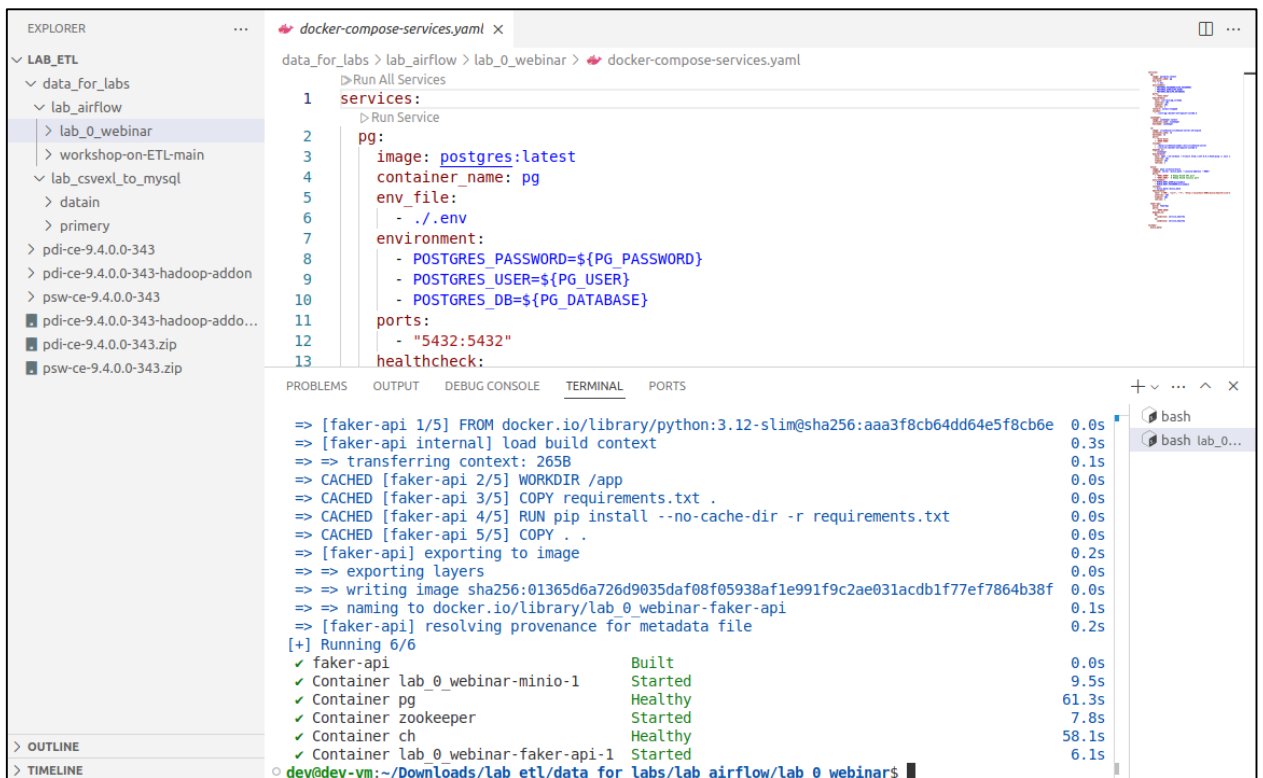 EXPLORER
LAB_ETL
data_for_labs
lab_airflow
lab_0_webinar
workshop-on-ETL-main
lab_csvexl_to_mysql
datain
primery
pdi-ce-9.4.0.0-343
pdi-ce-9.4.0.0-343-hadoop-addon
psw-ce-9.4.0.0-343
pdi-ce-9.4.0.0-343-hadoop-addo...
pdi-ce-9.4.0.0-343.zip
psw-ce-9.4.0.0-343.zip
OUTLINE
TIMELINE
docker-compose-services.yaml
data_for_labs > lab_airflow > lab_0_webinar > docker-compose-services.yaml
Run All Services
1 services:
Run Service
2 pg:
3 image: postgres:latest
4 container_name: pg
5 env_file:
6 - ./.env
7 environment:
8 - POSTGRES_PASSWORD=${PG_PASSWORD}
9 - POSTGRES_USER=${PG_USER}
10 - POSTGRES_DB=${PG_DATABASE}
11 ports:
12 - "5432:5432"
13 healthcheck:
PROBLEMS OUTPUT DEBUG CONSOLE TERMINAL PORTS
=> [faker-api 1/5] FROM docker.io/library/python:3.12-slim@sha256:aaa3f8cb64dd64e5f8cb6e 0.0s
=> [faker-api internal] load build context 0.3s
=> => transferring context: 265B 0.1s
=> CACHED [faker-api 2/5] WORKDIR /app 0.0s
=> CACHED [faker-api 3/5] COPY requirements.txt . 0.0s
=> CACHED [faker-api 4/5] RUN pip install --no-cache-dir -r requirements.txt 0.0s
=> CACHED [faker-api 5/5] COPY . . 0.0s
=> [faker-api] exporting to image 0.2s
=> => exporting layers 0.0s
=> => writing image sha256:01365d6a726d9035daf08f05938af1e991f9c2ae031acdb1f77ef7864b38f 0.0s
=> => naming to docker.io/library/lab_0_webinar-faker-api 0.1s
=> [faker-api] resolving provenance for metadata file 0.2s
[+] Running 6/6
✔ faker-api Built 0.0s
✔ Container lab_0_webinar-minio-1 Started 9.5s
✔ Container pg Healthy 61.3s
✔ Container zookeeper Started 7.8s
✔ Container ch Healthy 58.1s
✔ Container lab_0_webinar-faker-api-1 Started 6.1s
dev@dev-vm:~/Downloads/lab_etl/data_for_labs/lab_airflow/lab_0_webinar$
bash
bash lab_0...